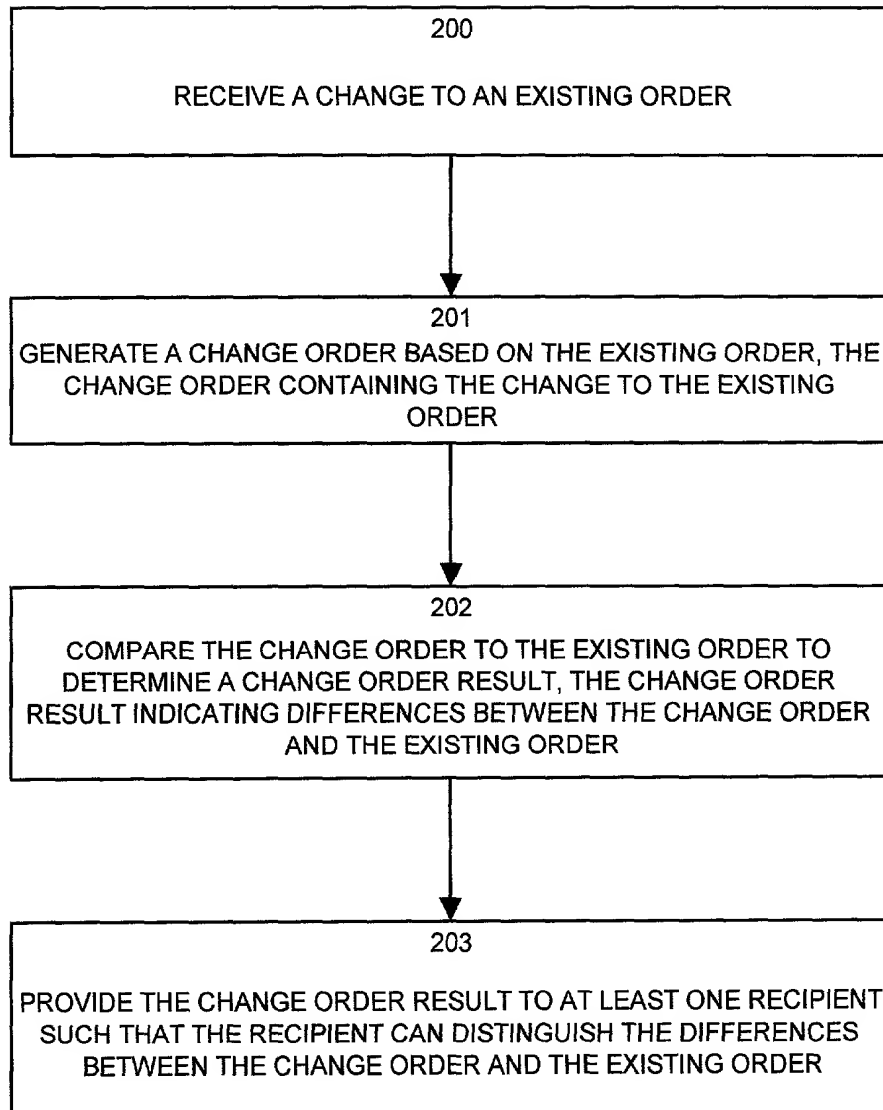 200
RECEIVE A CHANGE TO AN EXISTING ORDER
201
GENERATE A CHANGE ORDER BASED ON THE EXISTING ORDER, THE
CHANGE ORDER CONTAINING THE CHANGE TO THE EXISTING
ORDER
202
COMPARE THE CHANGE ORDER TO THE EXISTING ORDER TO
DETERMINE A CHANGE ORDER RESULT, THE CHANGE ORDER
RESULT INDICATING DIFFERENCES BETWEEN THE CHANGE ORDER
AND THE EXISTING ORDER
203
PROVIDE THE CHANGE ORDER RESULT TO AT LEAST ONE RECIPIENT
SUCH THAT THE RECIPIENT CAN DISTINGUISH THE DIFFERENCES
BETWEEN THE CHANGE ORDER AND THE EXISTING ORDER